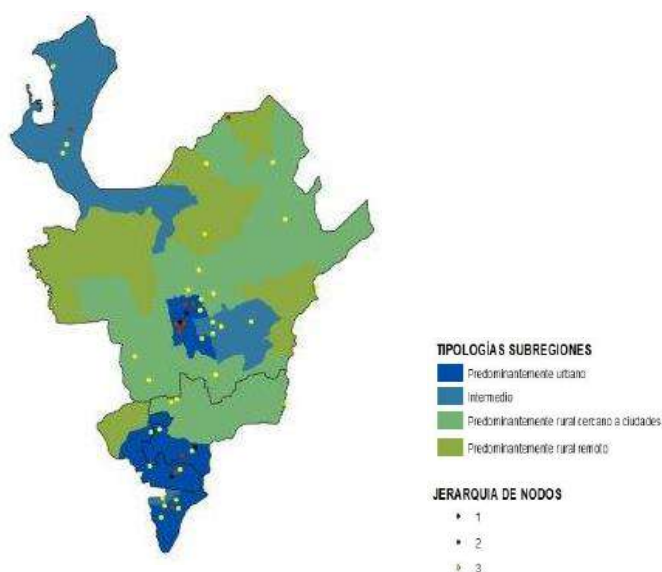 TIPOLOGÍAS SUBREGIONES
Predominantemente urbano
Intermedio
Predominantemente rural cercano a ciudades
Predominantemente rural remoto
JERARQUIA DE NODOS
1
2
3